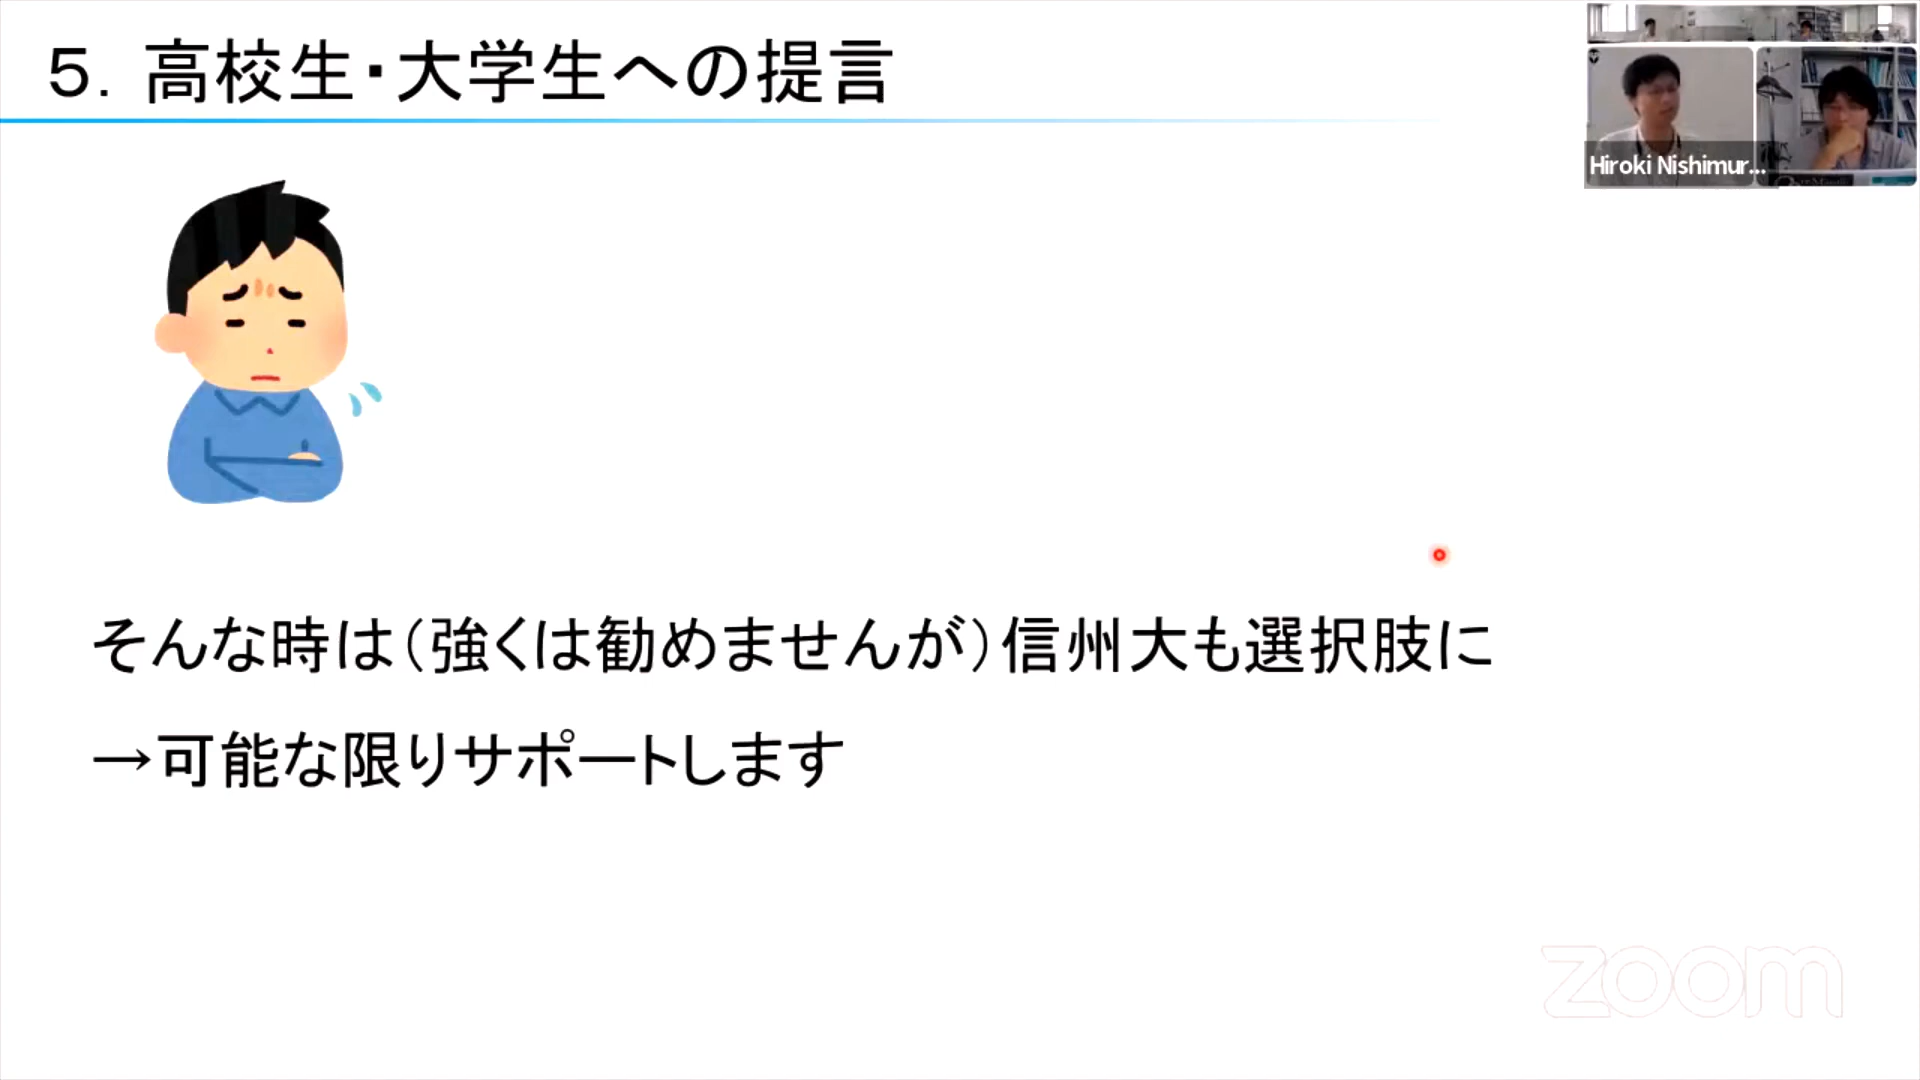 ５．高校生・大学生への提言
Hiroki Nishimur...
そんな時は（強くは勧めませんが）信州大も選択肢に
→可能な限りサポートします
zoom